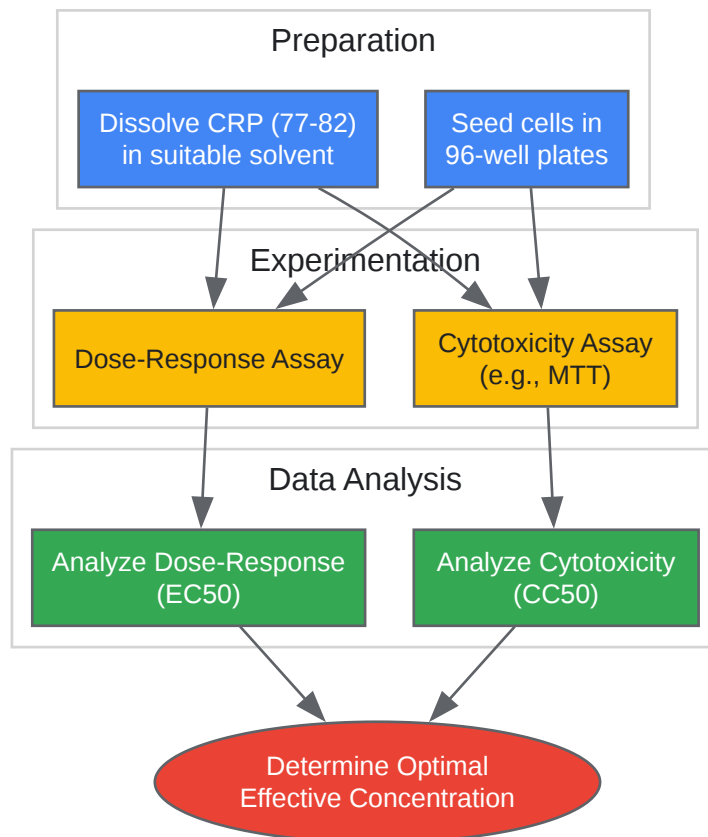 Preparation
Dissolve CRP (77-82)
in suitable solvent
Seed cells in
96-well plates
Experimentation
Dose-Response Assay
Cytotoxicity Assay
(e.g., MTT)
Data Analysis
Analyze Dose-Response
(EC50)
Analyze Cytotoxicity
(CC50)
Determine Optimal
Effective Concentration